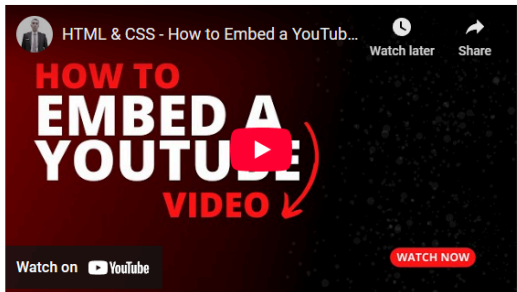 HTML & CSS - How to Embed a YouTub...
Watch later
Share
HOW TO
EMBED A
YOUTUBE
VIDEO
WATCH NOW
Watch on YouTube